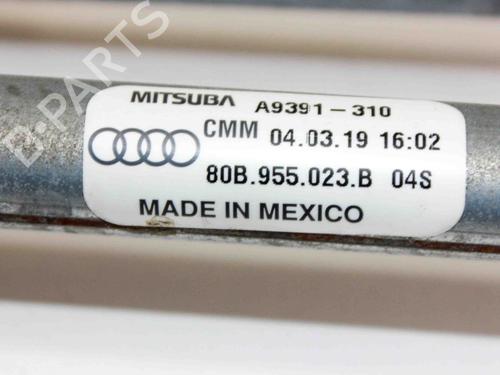 D-PARTS
MITSUBA A9391-310
CMM 04.03.19 16:02
80B.955.023.B 04S
MADE IN MEXICO